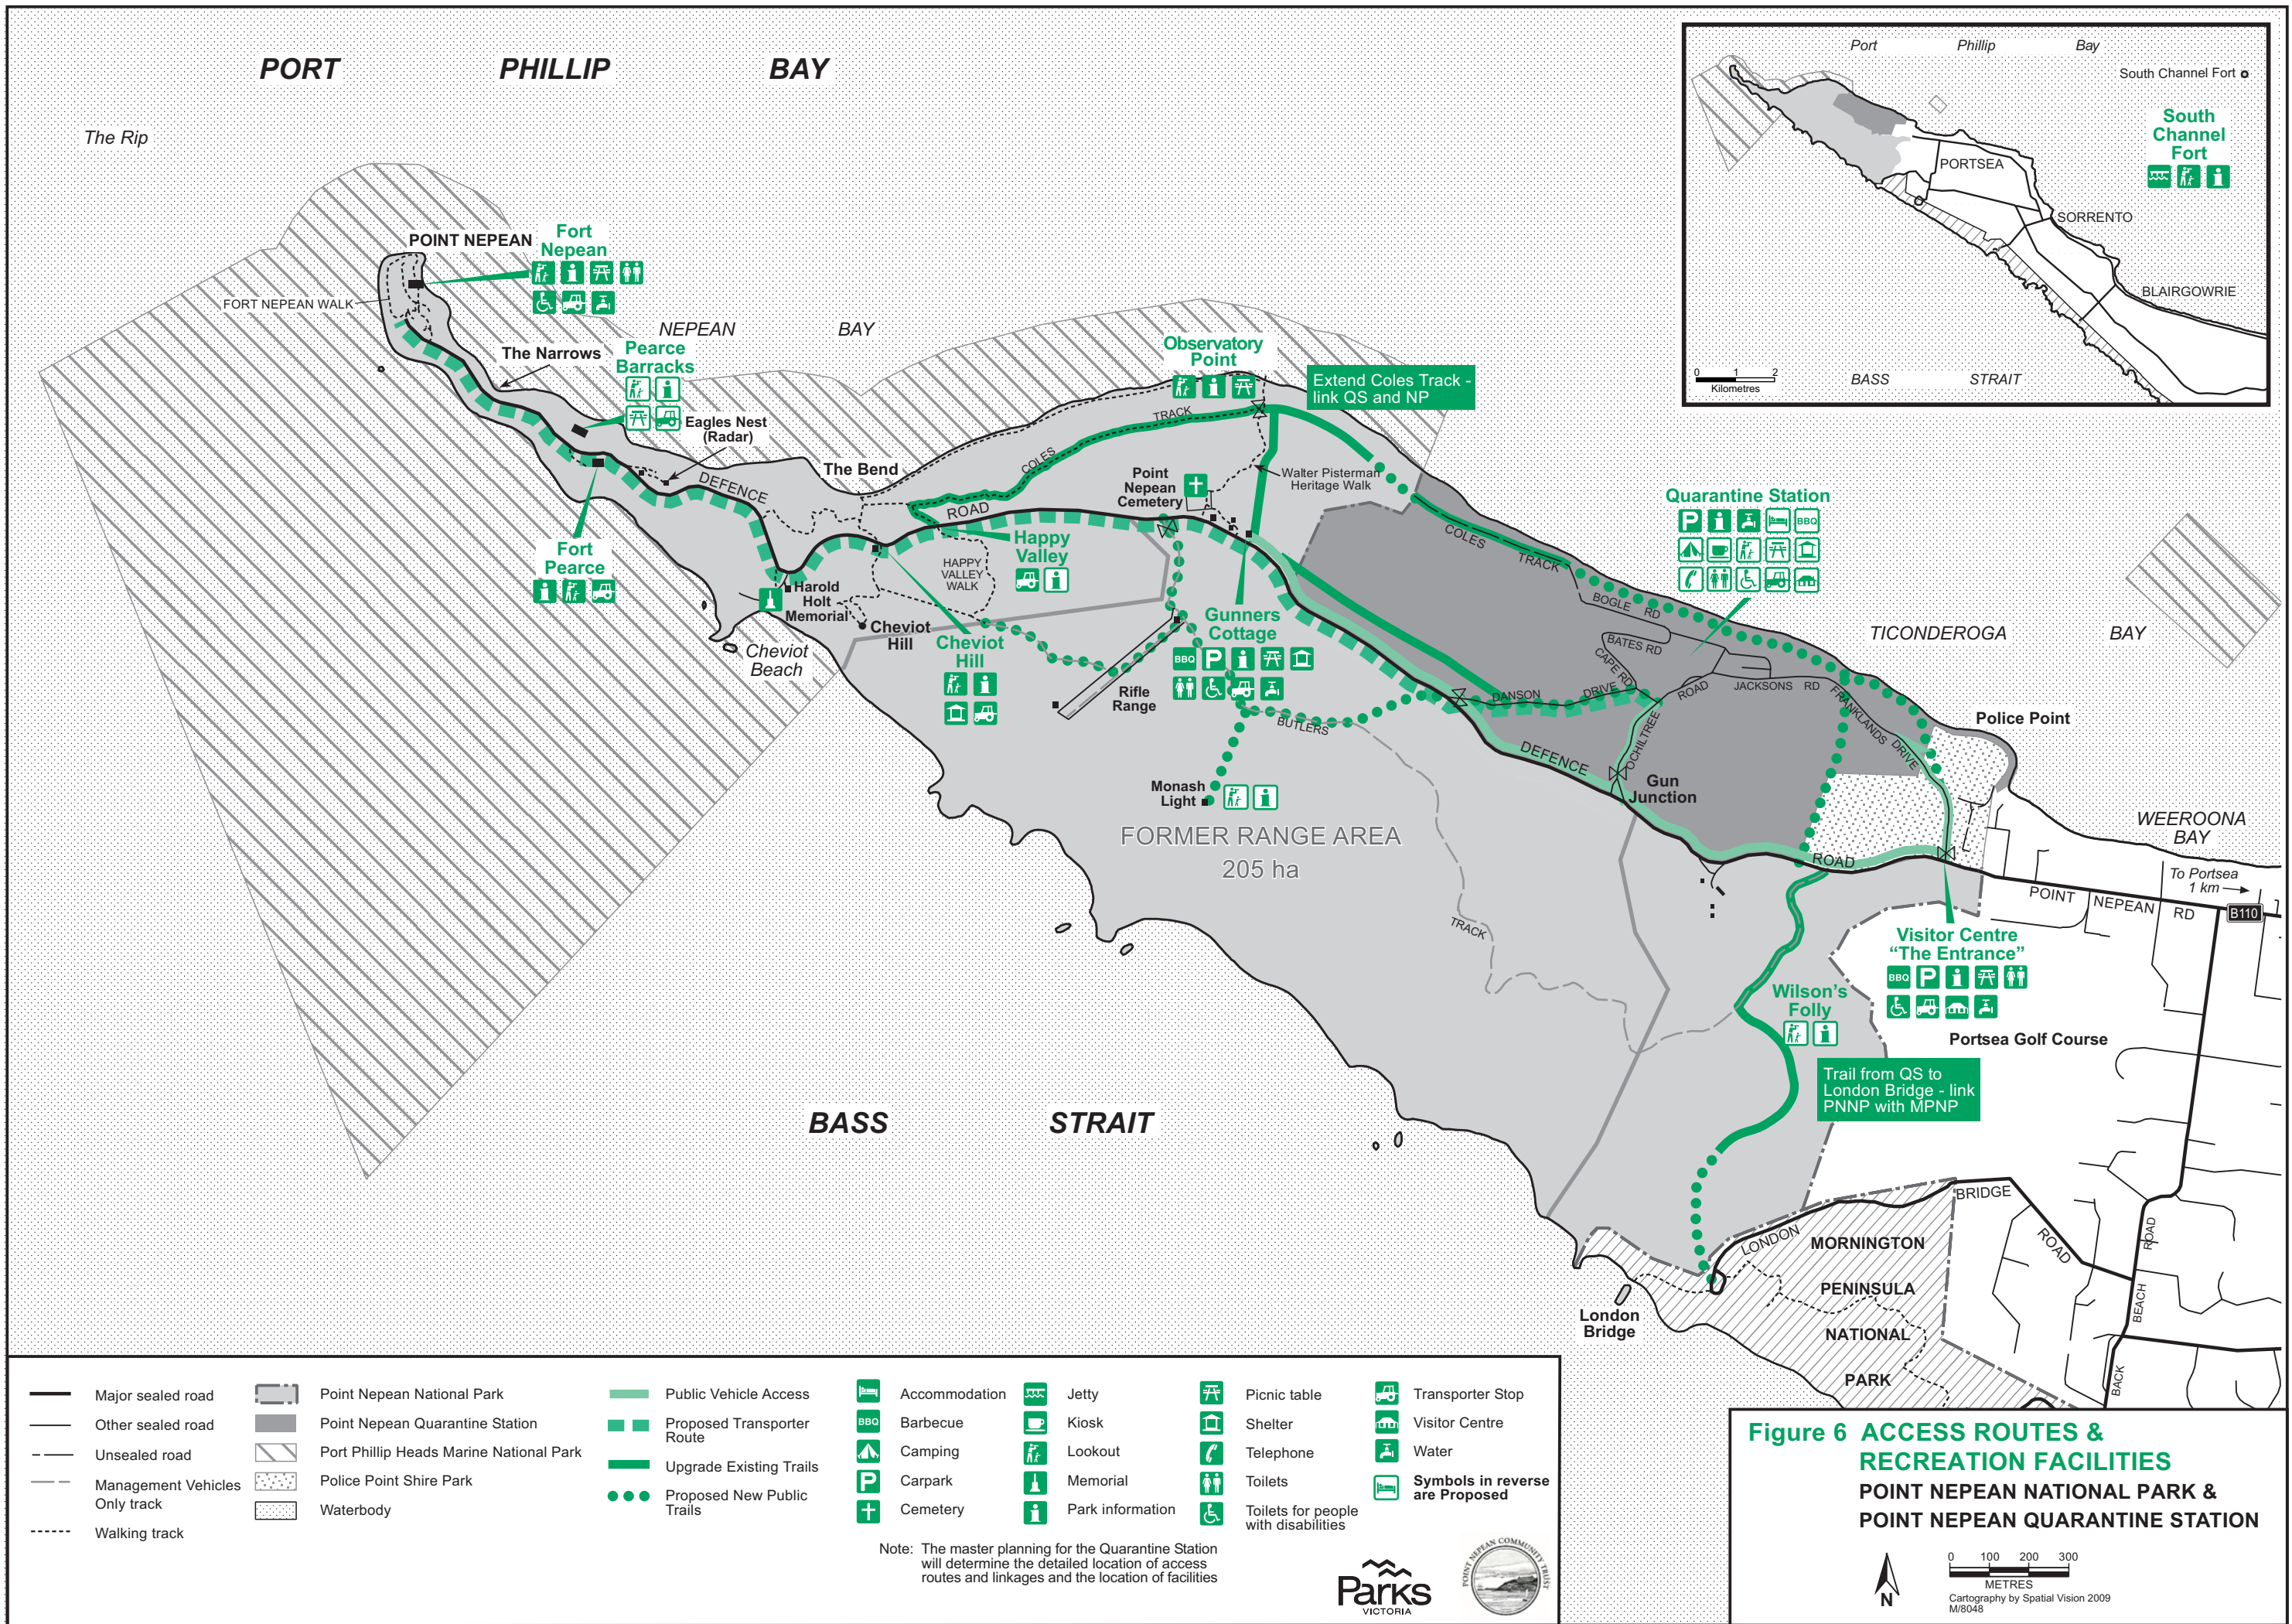 PORT PHILLIP BAY
The Rip
POINT NEPEAN
Fort
Nepean
FORT NEPEAN WALK
The Narrows
NEPEAN BAY
Pearce
Barracks
Eagles Nest
(Radar)
DEFENCE
The Bend
Fort
Pearce
Observatory
Point
Extend Coles Track -
link QS and NP
COLES TRACK
Point
Nepean
Cemetery
Walter Pisterman
Heritage Walk
ROAD
Happy
Valley
HAPPY
VALLEY
WALK
Harold
Holt
Memorial
Cheviot
Hill
Cheviot
Hill
Cheviot
Beach
Rifle
Range
Gunners
Cottage
BBQ
P
BUTLERS
Monash
Light
FORMER RANGE AREA
205 ha
TRACK
COLES TRACK
Quarantine Station
P
BBQ
BOGLE RD
BATES RD
CAPE RD
DANSON DRIVE
OCHILTREE ROAD
JACKSONS RD
FRANKLANDS DRIVE
DEFENCE
Gun
Junction
ROAD
TICONDEROGA BAY
Police Point
WEEROONA
BAY
To Portsea
1 km
POINT NEPEAN RD
B110
Visitor Centre
“The Entrance”
BBQ
P
Wilson’s
Folly
Portsea Golf Course
Trail from QS to
London Bridge - link
PNNP with MPNP
BASS STRAIT
LONDON BRIDGE ROAD
MORNINGTON
PENINSULA
NATIONAL
PARK
London
Bridge
BACK BEACH ROAD
Port Phillip Bay
South Channel Fort
South
Channel
Fort
PORTSEA
SORRENTO
BLAIRGOWRIE
0 1 2
Kilometres
BASS STRAIT
Major sealed road
Other sealed road
Unsealed road
Management Vehicles
Only track
Walking track
Point Nepean National Park
Point Nepean Quarantine Station
Port Phillip Heads Marine National Park
Police Point Shire Park
Waterbody
Public Vehicle Access
Proposed Transporter
Route
Upgrade Existing Trails
Proposed New Public
Trails
Accommodation
BBQ
Barbecue
Camping
P
Carpark
Cemetery
Jetty
Kiosk
Lookout
Memorial
Park information
Picnic table
Shelter
Telephone
Toilets
Toilets for people
with disabilities
Transporter Stop
Visitor Centre
Water
Symbols in reverse
are Proposed
Note: The master planning for the Quarantine Station
will determine the detailed location of access
routes and linkages and the location of facilities
Parks
VICTORIA
POINT NEPEAN COMMUNITY TRUST
Figure 6 ACCESS ROUTES &
RECREATION FACILITIES
POINT NEPEAN NATIONAL PARK &
POINT NEPEAN QUARANTINE STATION
N
0 100 200 300
METRES
Cartography by Spatial Vision 2009
M/8048